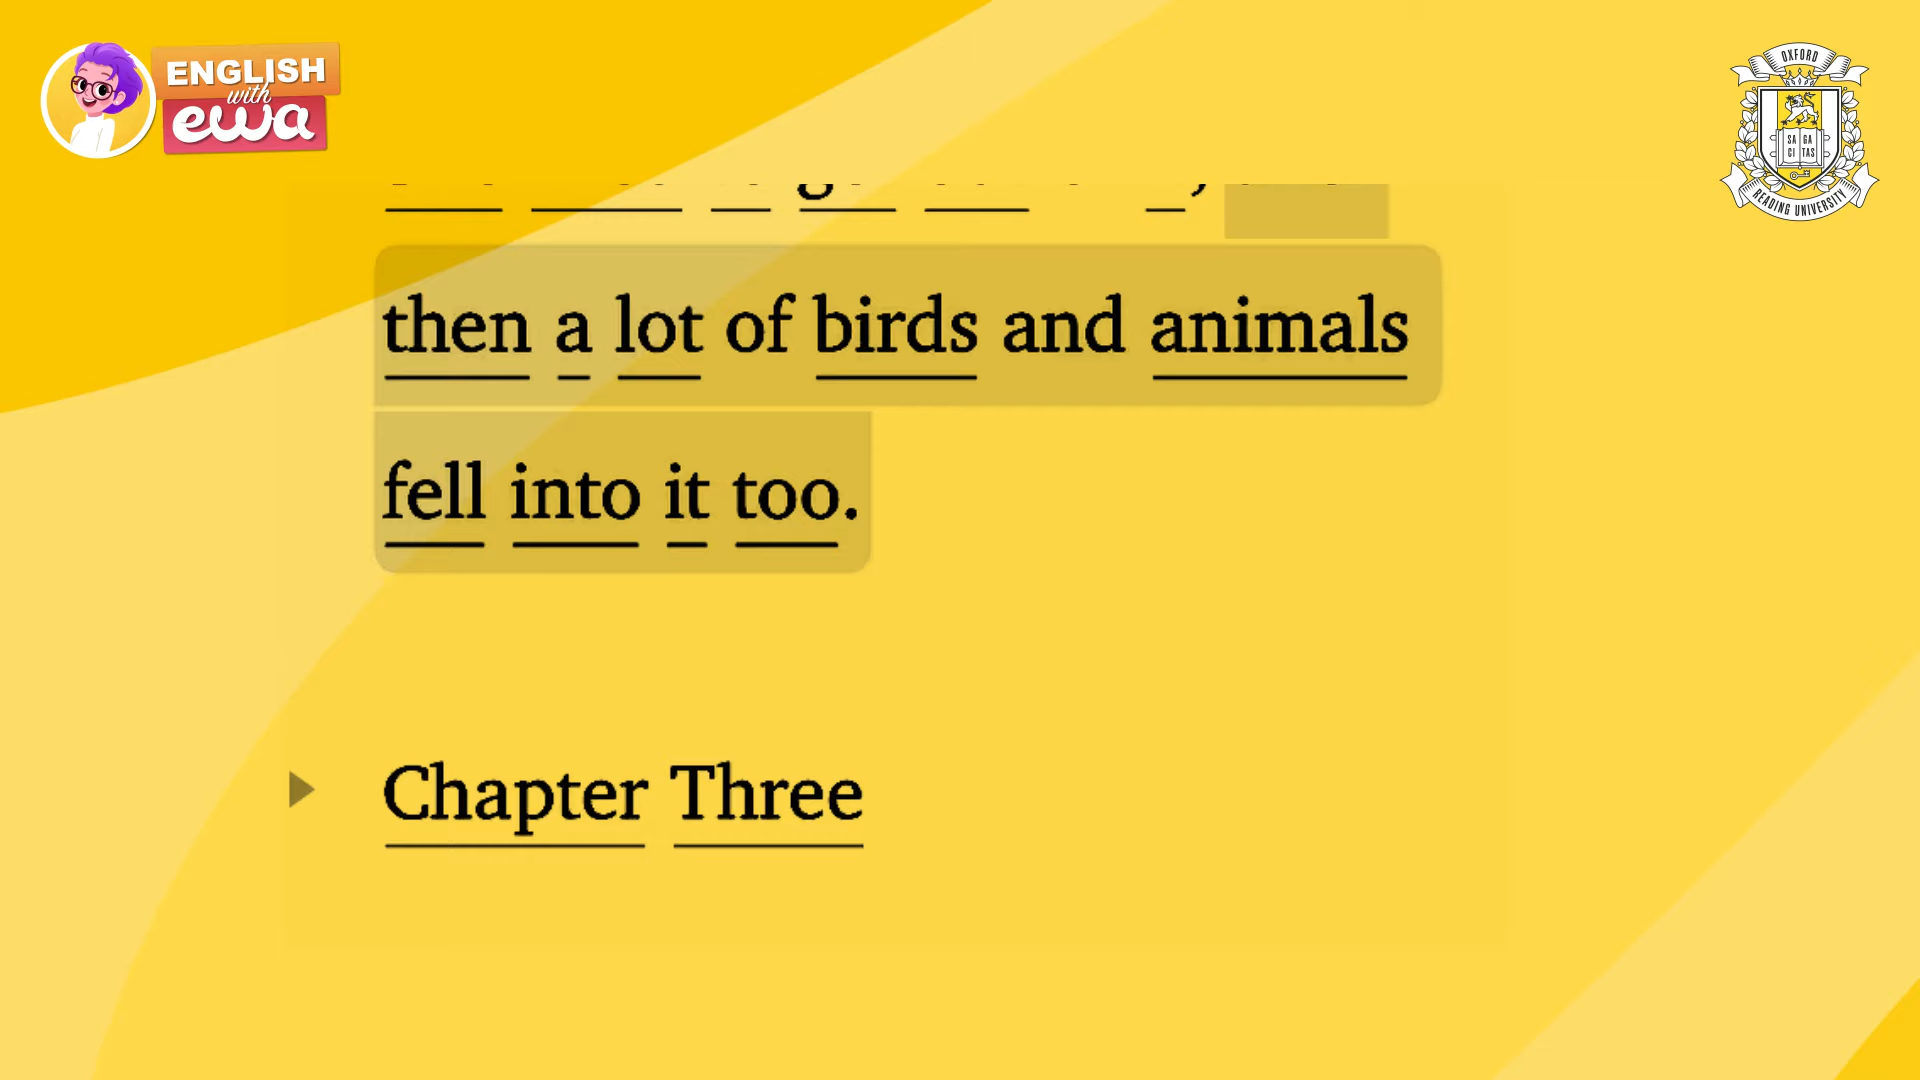 ENGLISH
with
ewa
OXFORD
SA GA
CI TAS
READING UNIVERSITY
then a lot of birds and animals
fell into it too.
Chapter Three